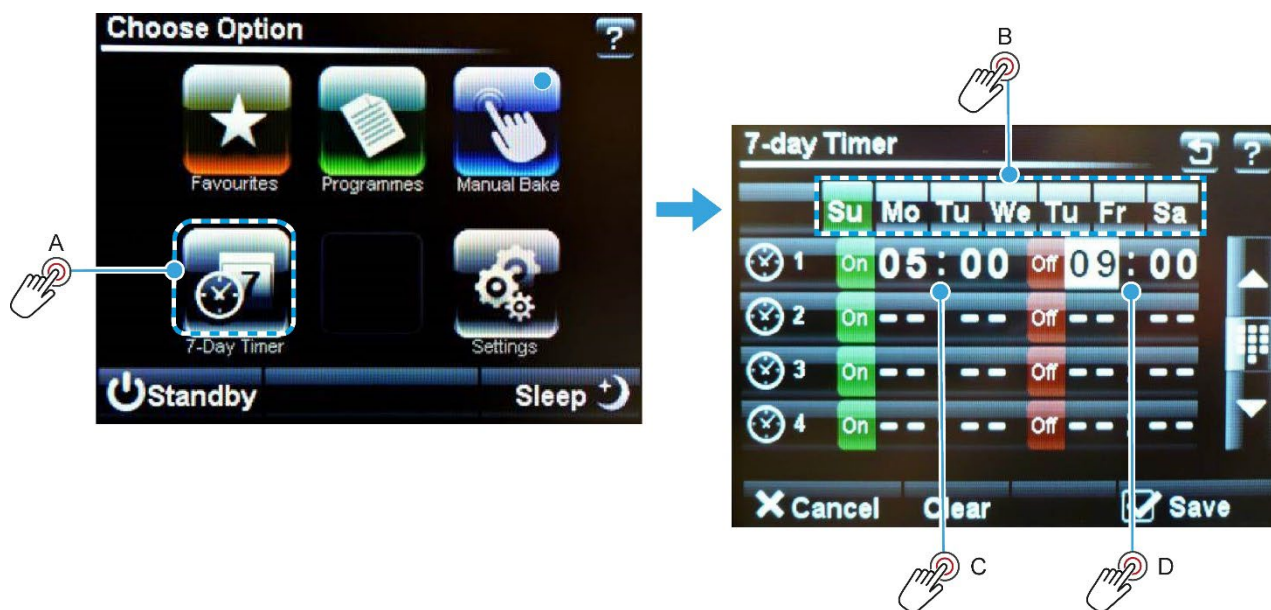 Choose Option
?
Favourites
Programmes
Manual Bake
A
7
7-Day Timer
Settings
Standby
Sleep
B
7-day Timer
?
Su Mo Tu We Tu Fr Sa
1 On 05:00 Off 09:00
2 On -- -- Off -- : --
3 On -- -- Off -- : --
4 On -- : -- Off -- : --
Cancel Clear Save
C
D